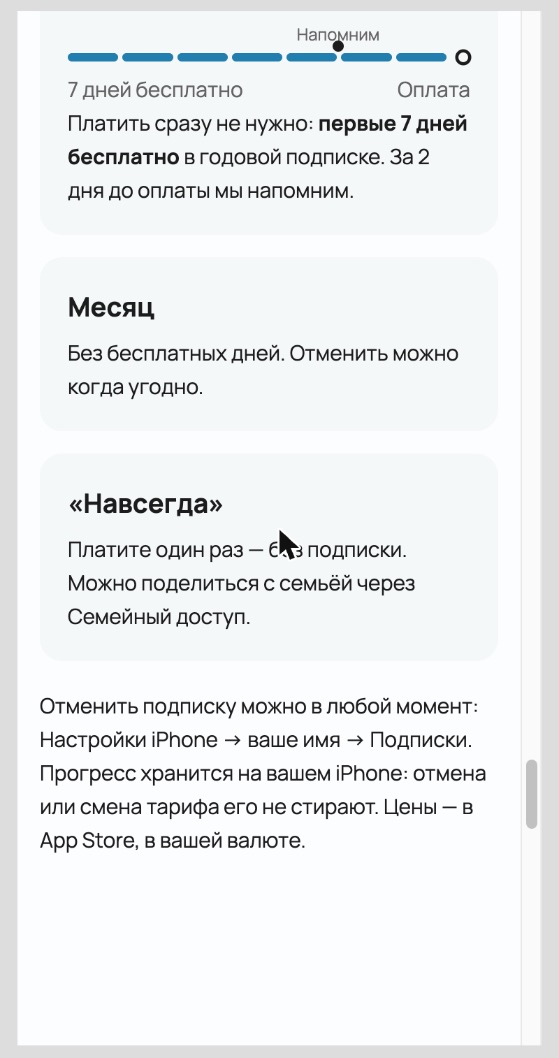 Напомним
7 дней бесплатно
Оплата
Платить сразу не нужно: первые 7 дней
бесплатно в годовой подписке. За 2
дня до оплаты мы напомним.
Месяц
Без бесплатных дней. Отменить можно
когда угодно.
«Навсегда»
Платите один раз — без подписки.
Можно поделиться с семьёй через
Семейный доступ.
Отменить подписку можно в любой момент:
Настройки iPhone → ваше имя → Подписки.
Прогресс хранится на вашем iPhone: отмена
или смена тарифа его не стирают. Цены — в
App Store, в вашей валюте.